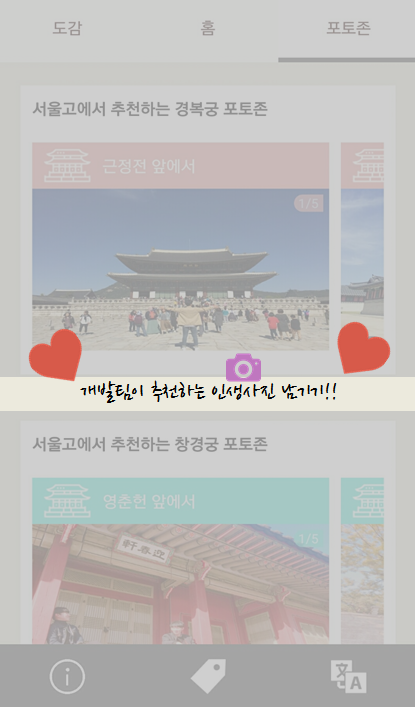 도감
홈
포토존
서울고에서 추천하는 경복궁 포토존
근정전 앞에서
1/5
개발팀이 추천하는 인생사진 남기기!!
서울고에서 추천하는 창경궁 포토존
영춘헌 앞에서
1/5
軒春迎
文
A